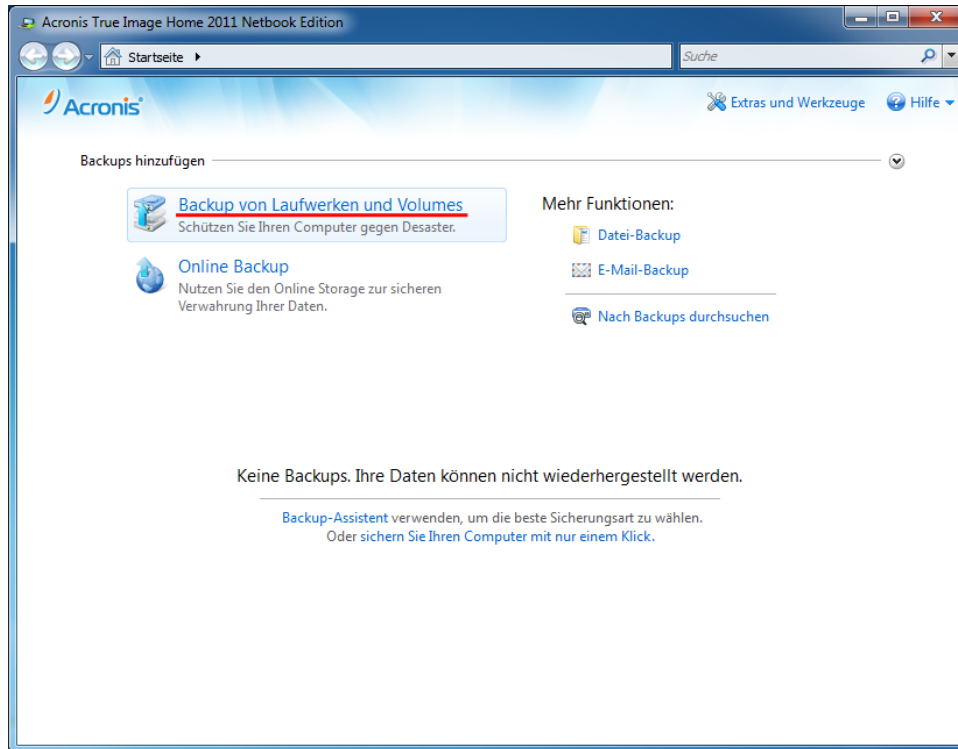 Acronis True Image Home 2011 Netbook Edition
Startseite
Suche
Acronis
Extras und Werkzeuge
Hilfe
Backups hinzufügen
Backup von Laufwerken und Volumes
Schützen Sie Ihren Computer gegen Desaster.
Online Backup
Nutzen Sie den Online Storage zur sicheren
Verwahrung Ihrer Daten.
Mehr Funktionen:
Datei-Backup
E-Mail-Backup
Nach Backups durchsuchen
Keine Backups. Ihre Daten können nicht wiederhergestellt werden.
Backup-Assistent verwenden, um die beste Sicherungsart zu wählen.
Oder sichern Sie Ihren Computer mit nur einem Klick.